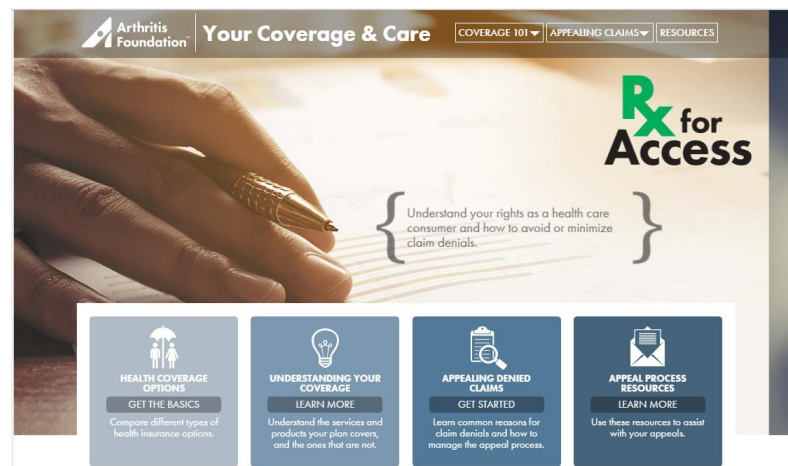 Arthritis
Foundation™
Your Coverage & Care
COVERAGE 101
APPEALING CLAIMS
RESOURCES
Rx for
Access
Understand your rights as a health care
consumer and how to avoid or minimize
claim denials.
HEALTH COVERAGE
OPTIONS
GET THE BASICS
Compare different types of
health insurance options.
UNDERSTANDING YOUR
COVERAGE
LEARN MORE
Understand the services and
products your plan covers,
and the ones that are not.
APPEALING DENIED
CLAIMS
GET STARTED
Learn common reasons for
claim denials and how to
manage the appeal process.
APPEAL PROCESS
RESOURCES
LEARN MORE
Use these resources to assist
with your appeals.